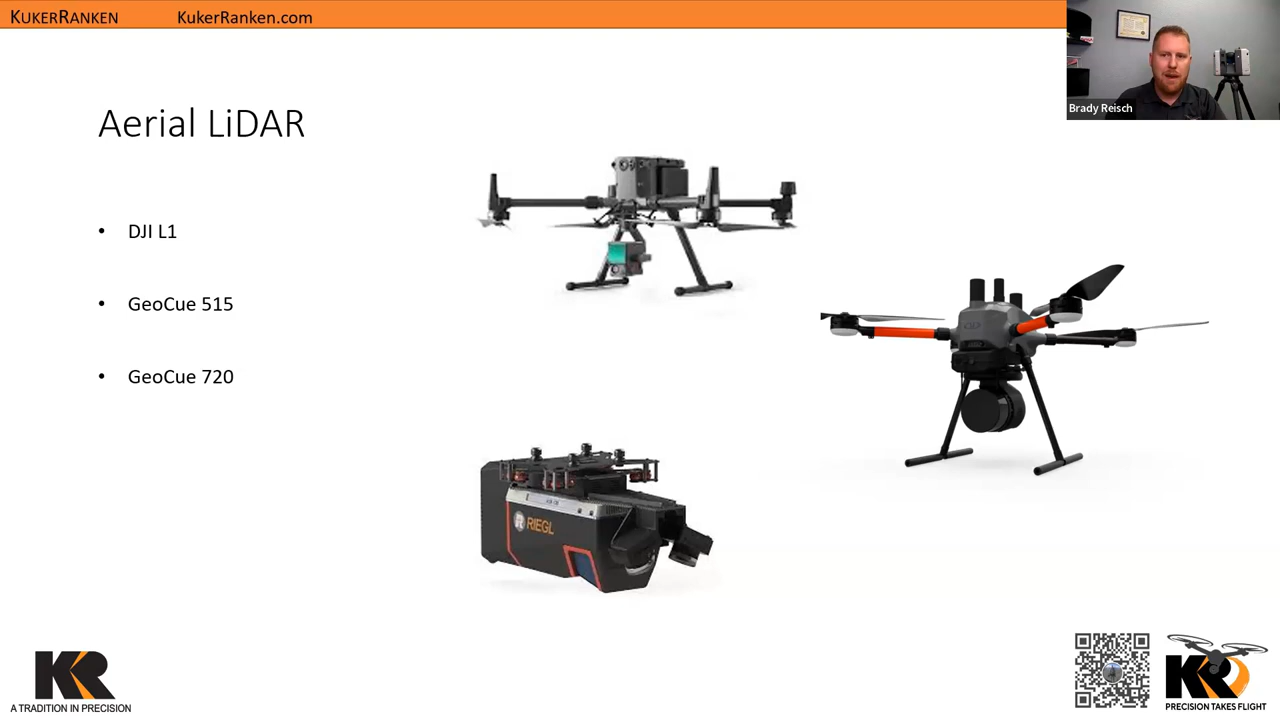 KUKERRANKEN
KukerRanken.com
Brady Reisch
Aerial LiDAR
• DJI L1
• GeoCue 515
• GeoCue 720
RIEGL
KR
A TRADITION IN PRECISION
KR
PRECISION TAKES FLIGHT